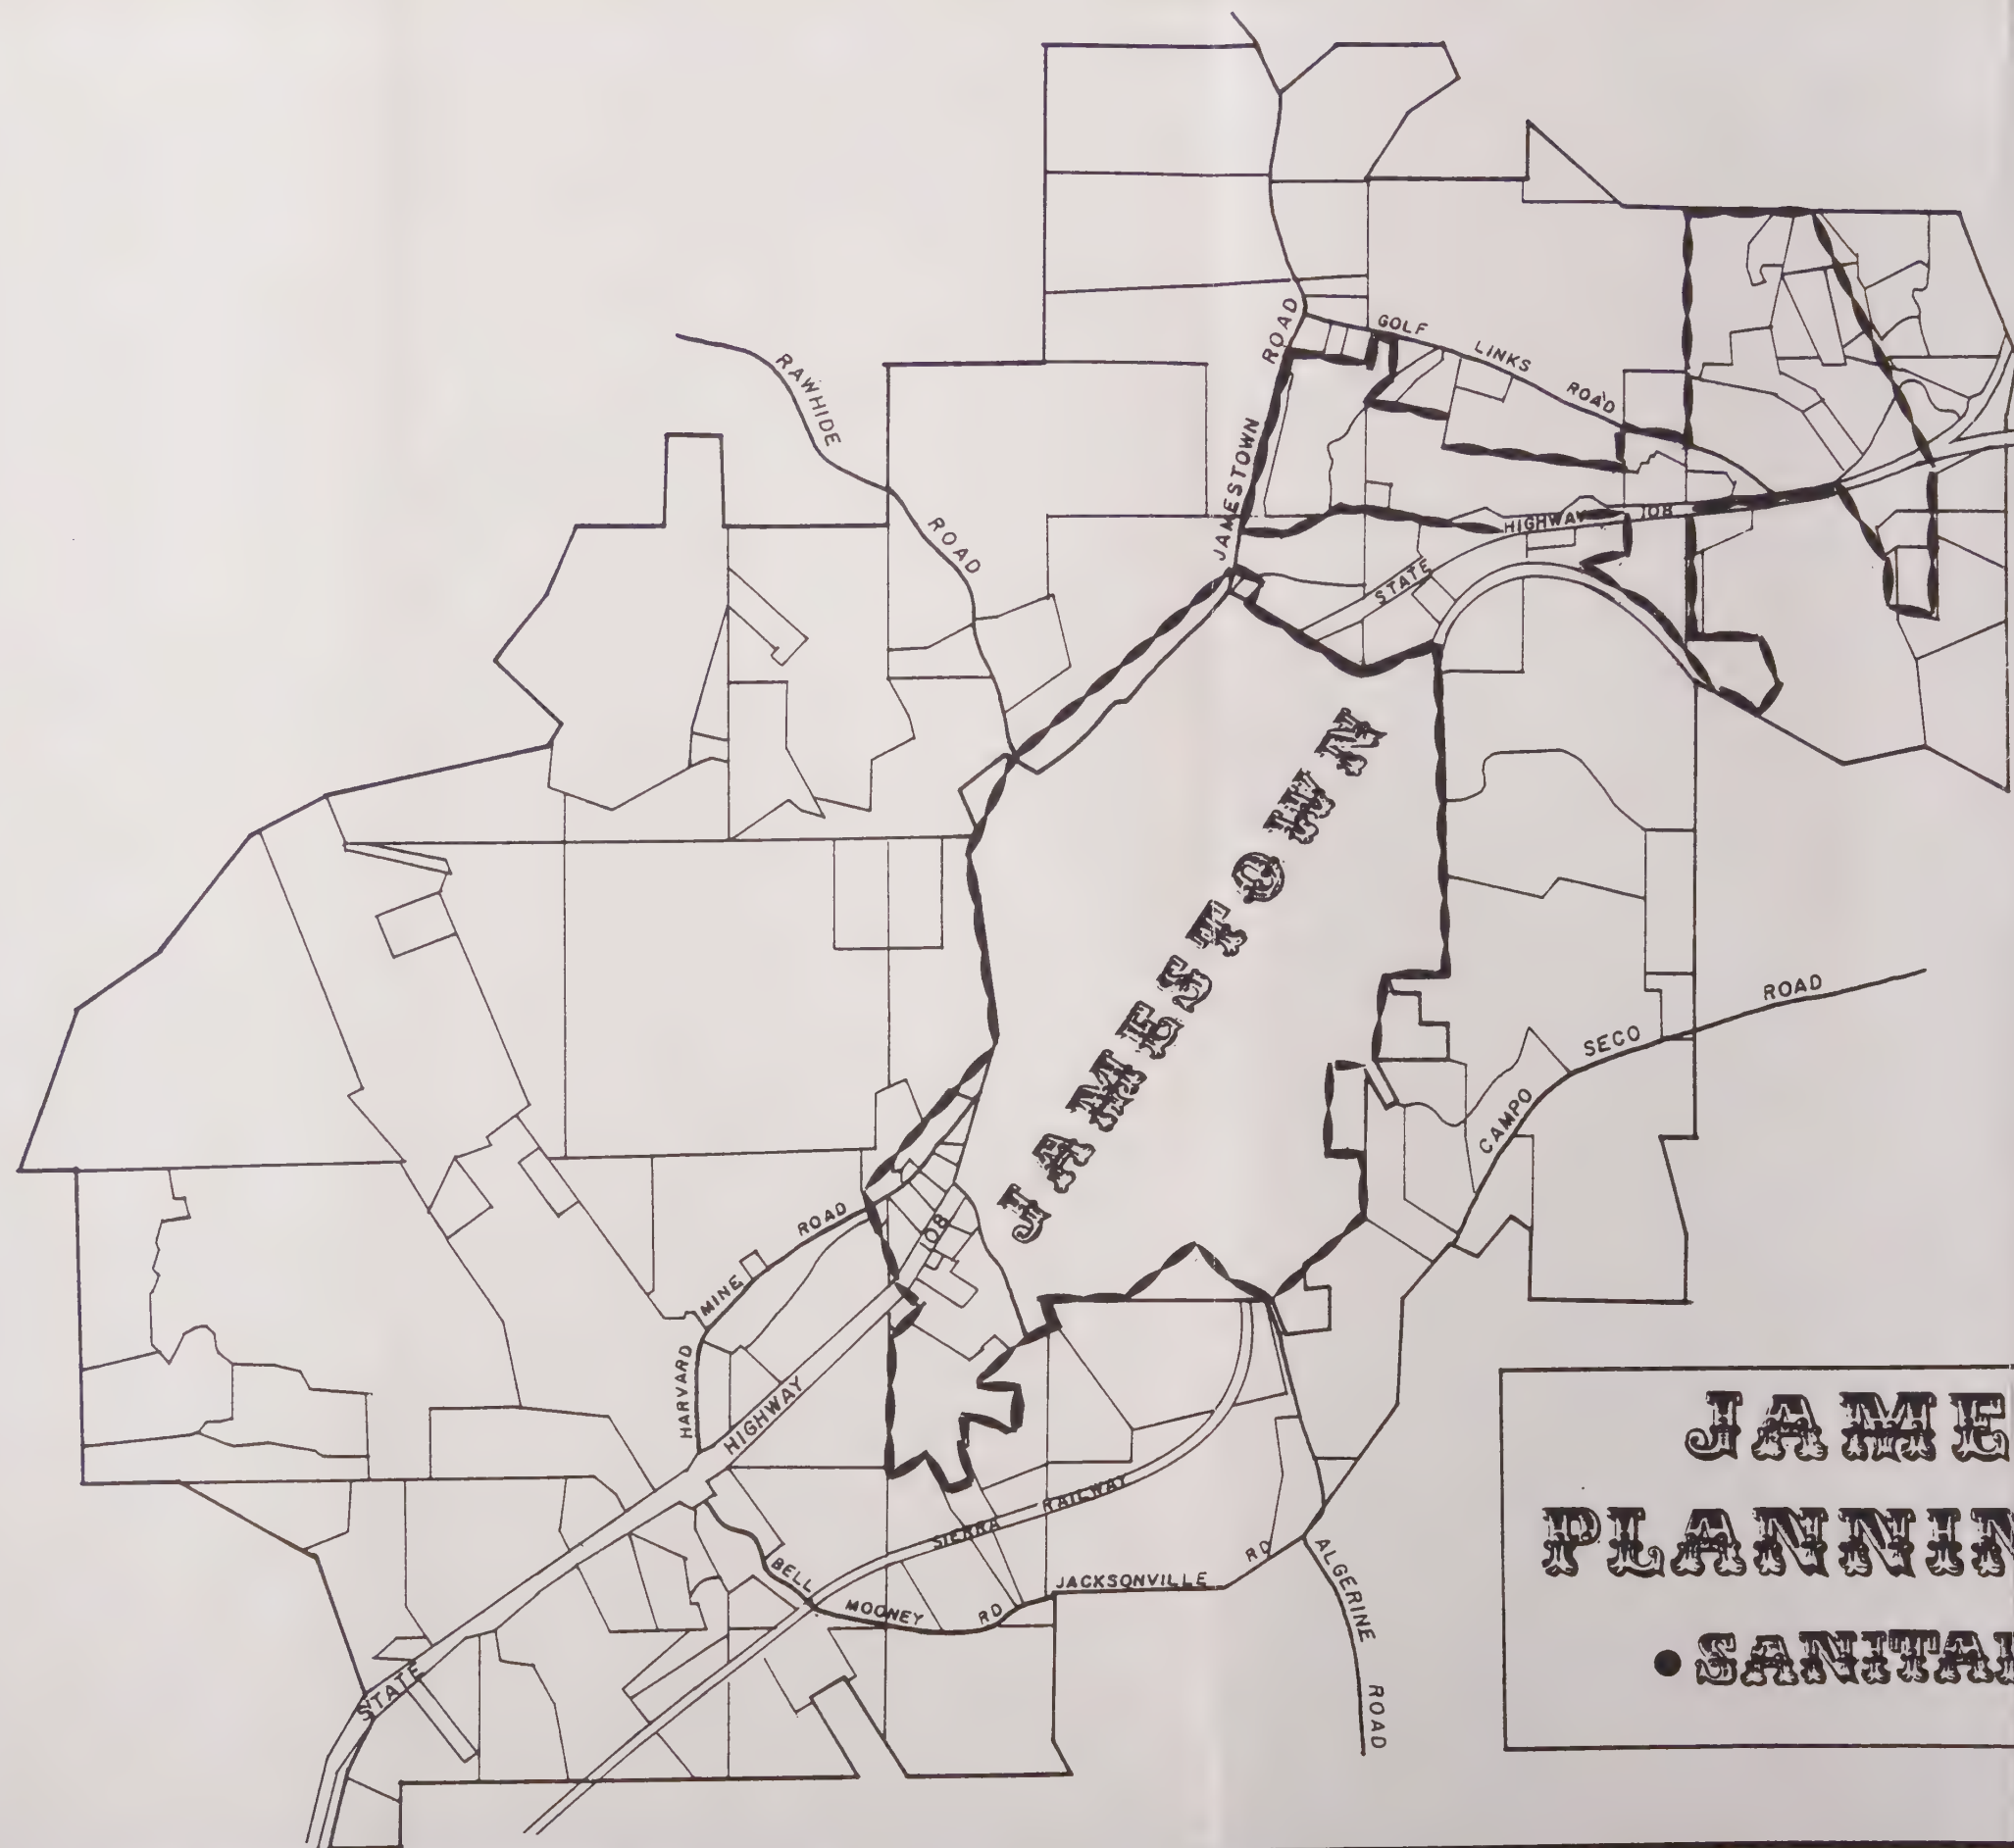 RAWHIDE
ROAD
JAMESTOWN
ROAD
GOLF
LINKS
ROAD
STATE
HIGHWAY
108
JAMESTOWN
CAMPO
SECO
ROAD
HARVARD
MINE
ROAD
STATE
HIGHWAY
108
BELL
MOONEY
RD
SIERRA
RAILWAY
JACKSONVILLE
RD
ALGERINE
ROAD
JAME
PLANNIN
• SANITA